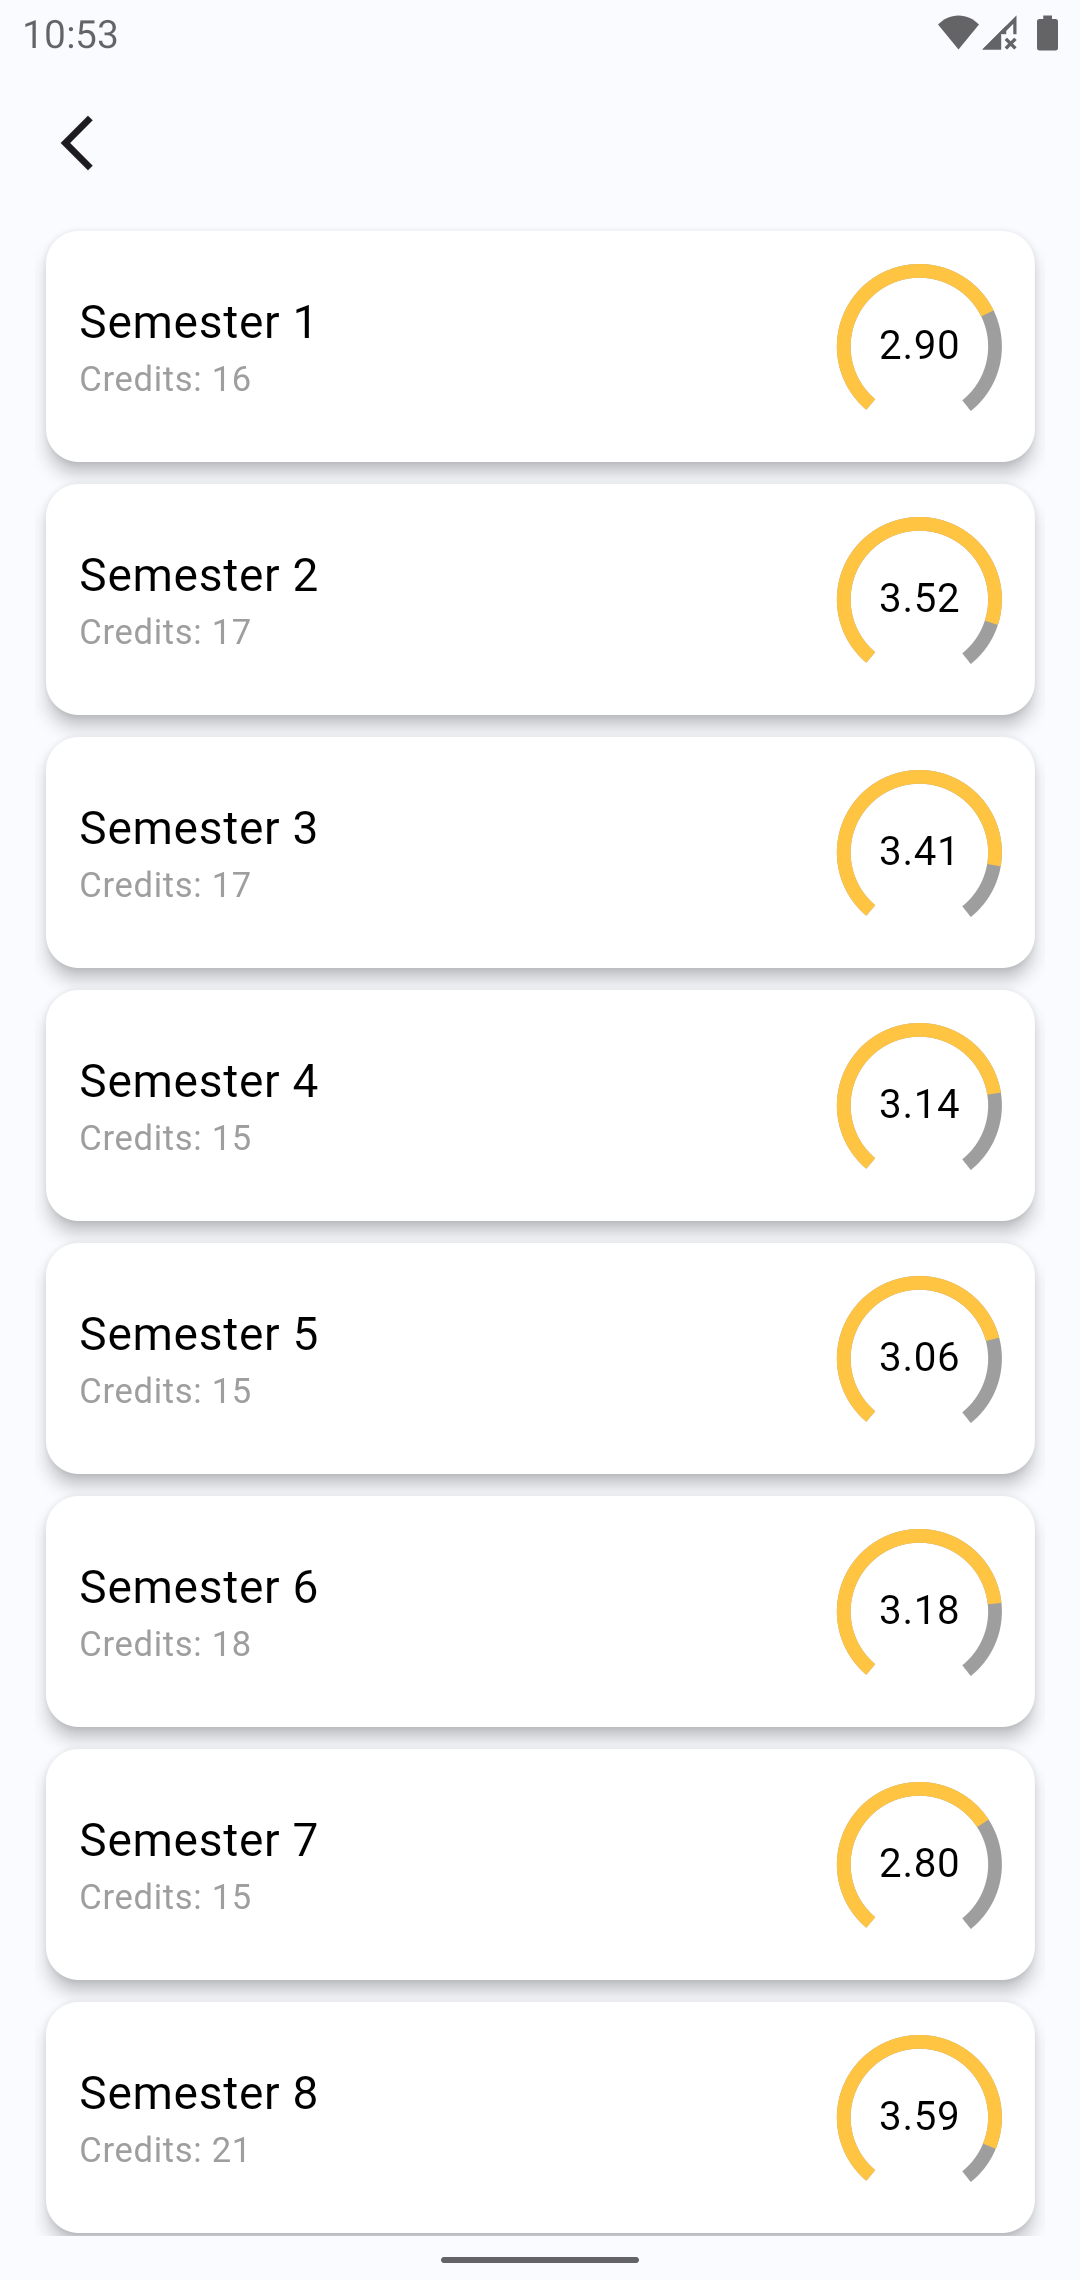 10:53
Semester 1
Credits: 16
2.90
Semester 2
Credits: 17
3.52
Semester 3
Credits: 17
3.41
Semester 4
Credits: 15
3.14
Semester 5
Credits: 15
3.06
Semester 6
Credits: 18
3.18
Semester 7
Credits: 15
2.80
Semester 8
Credits: 21
3.59